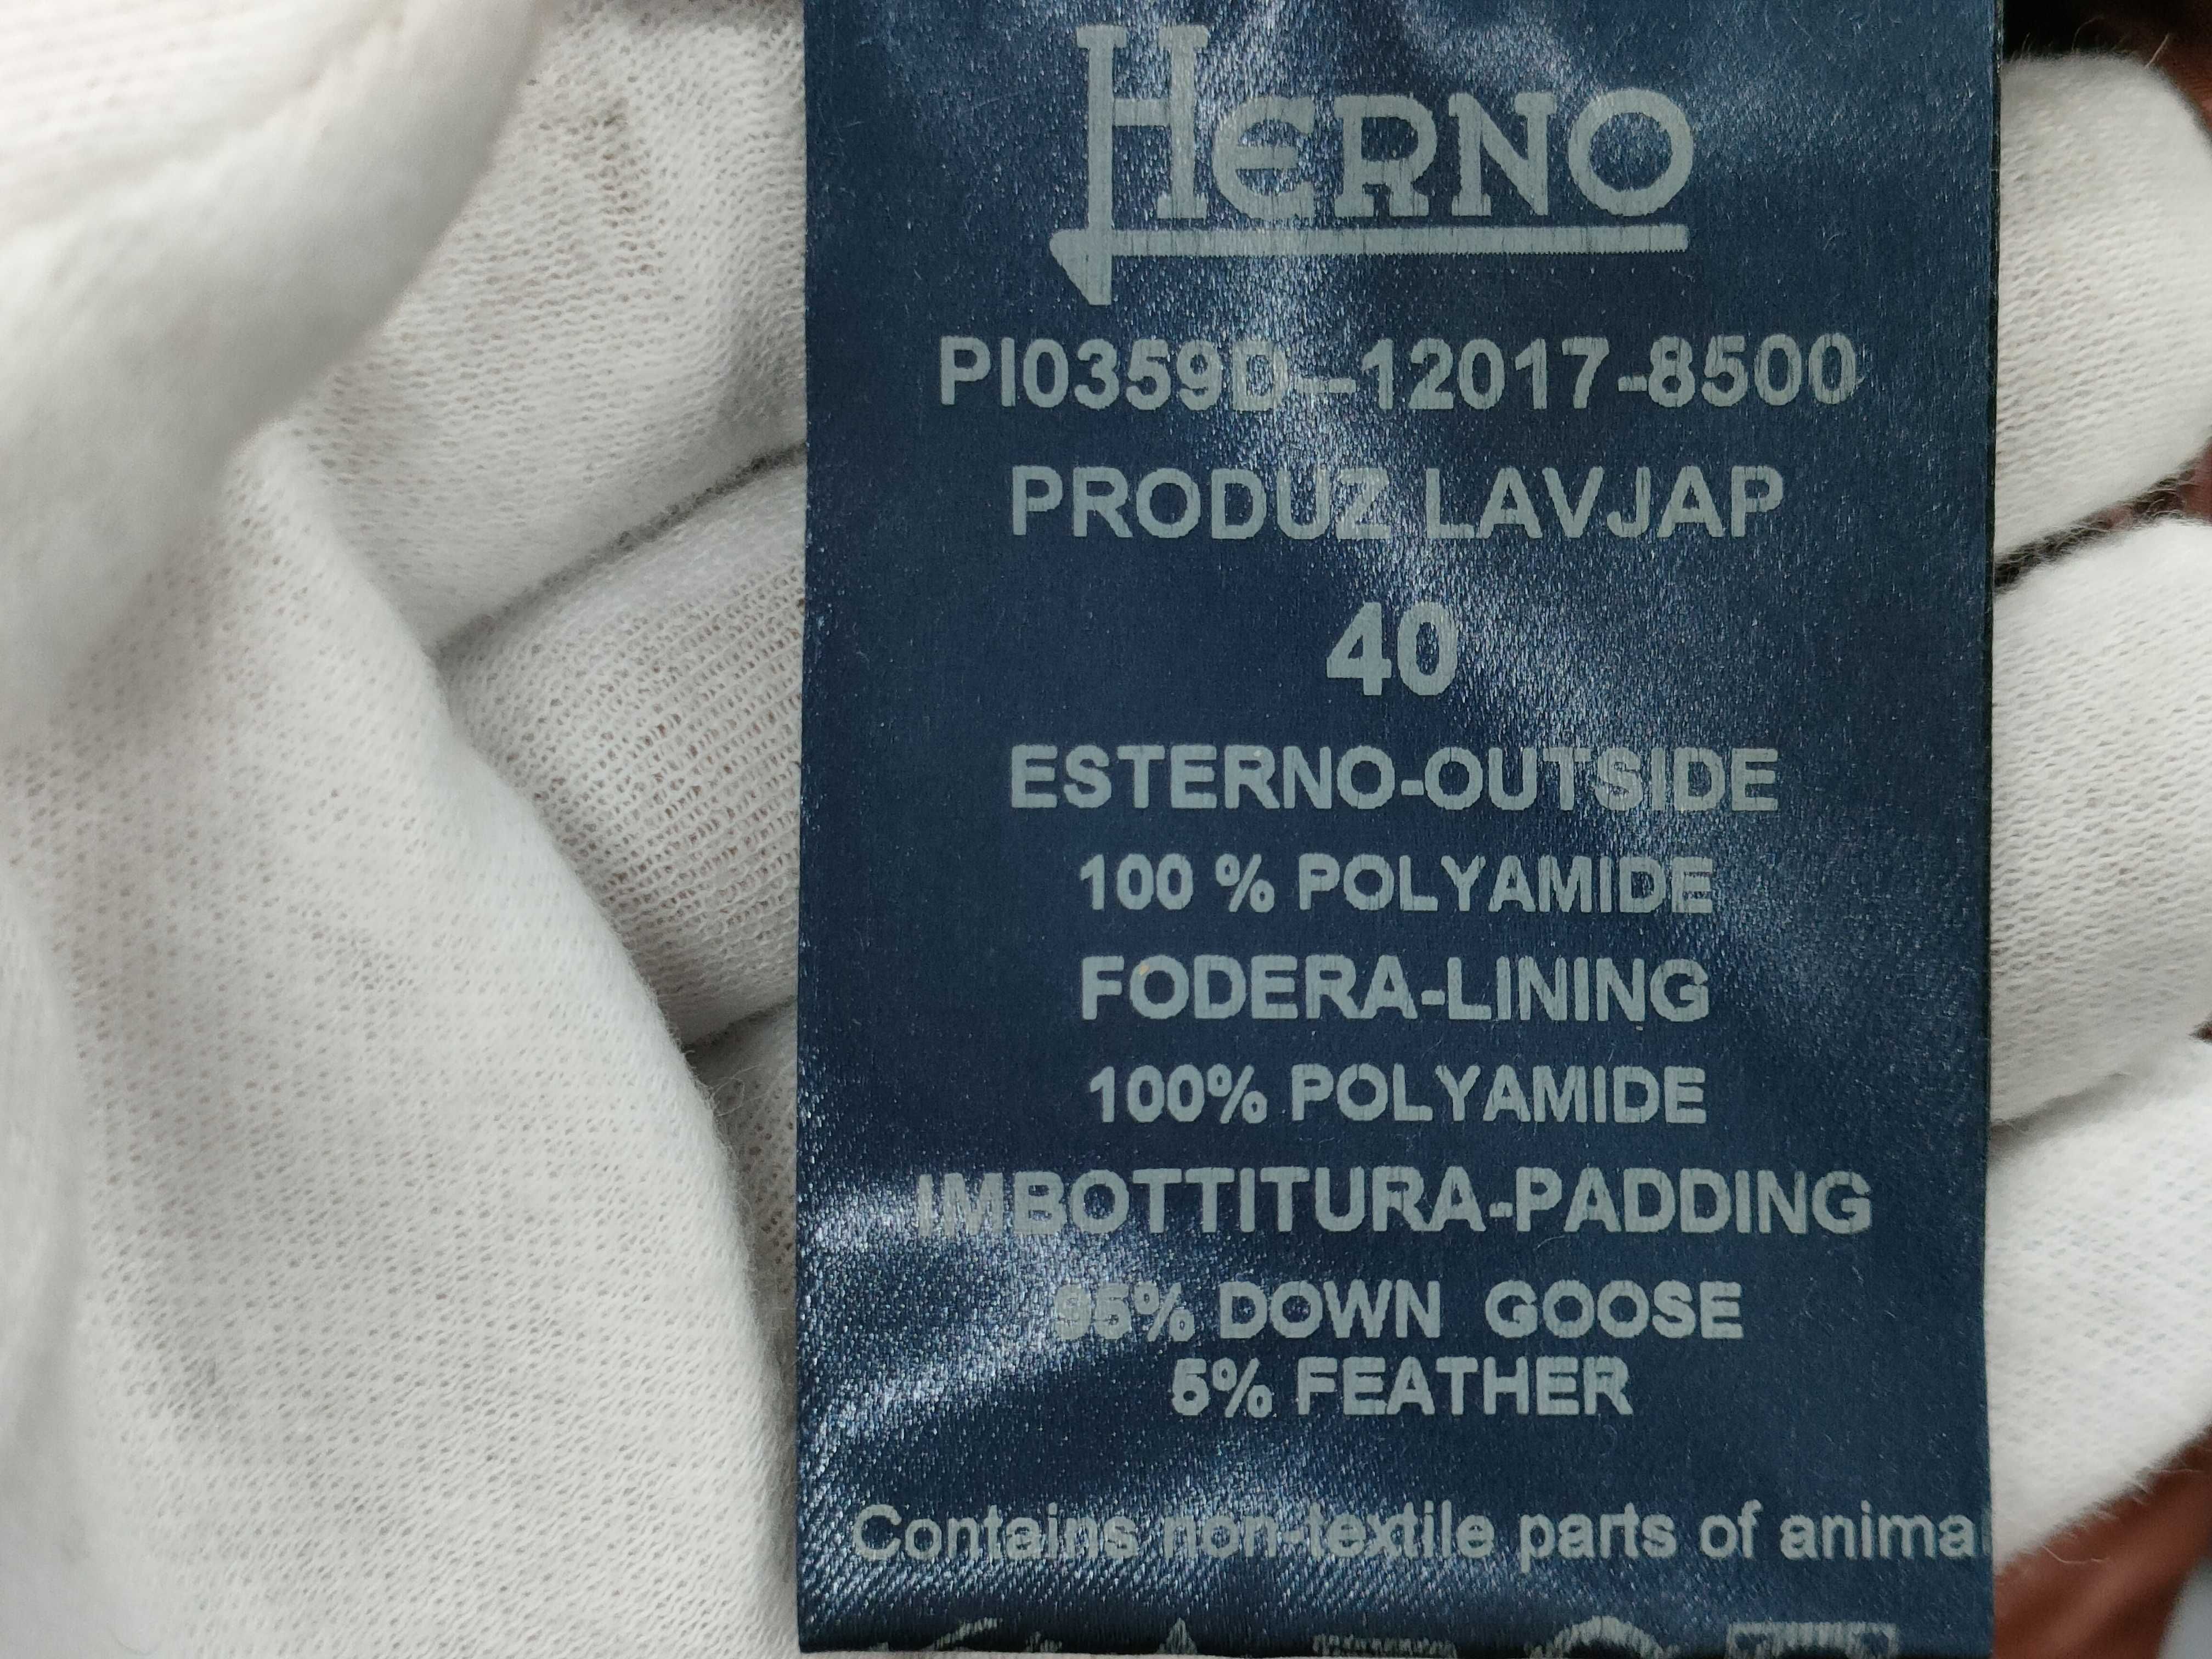 HERNO
PI0359D--12017-8500
PRODUZ LAVJAP
40
ESTERNO-OUTSIDE
100 % POLYAMIDE
FODERA-LINING
100% POLYAMIDE
IMBOTTITURA-PADDING
95% DOWN GOOSE
5% FEATHER
Contains non-textile parts of animal